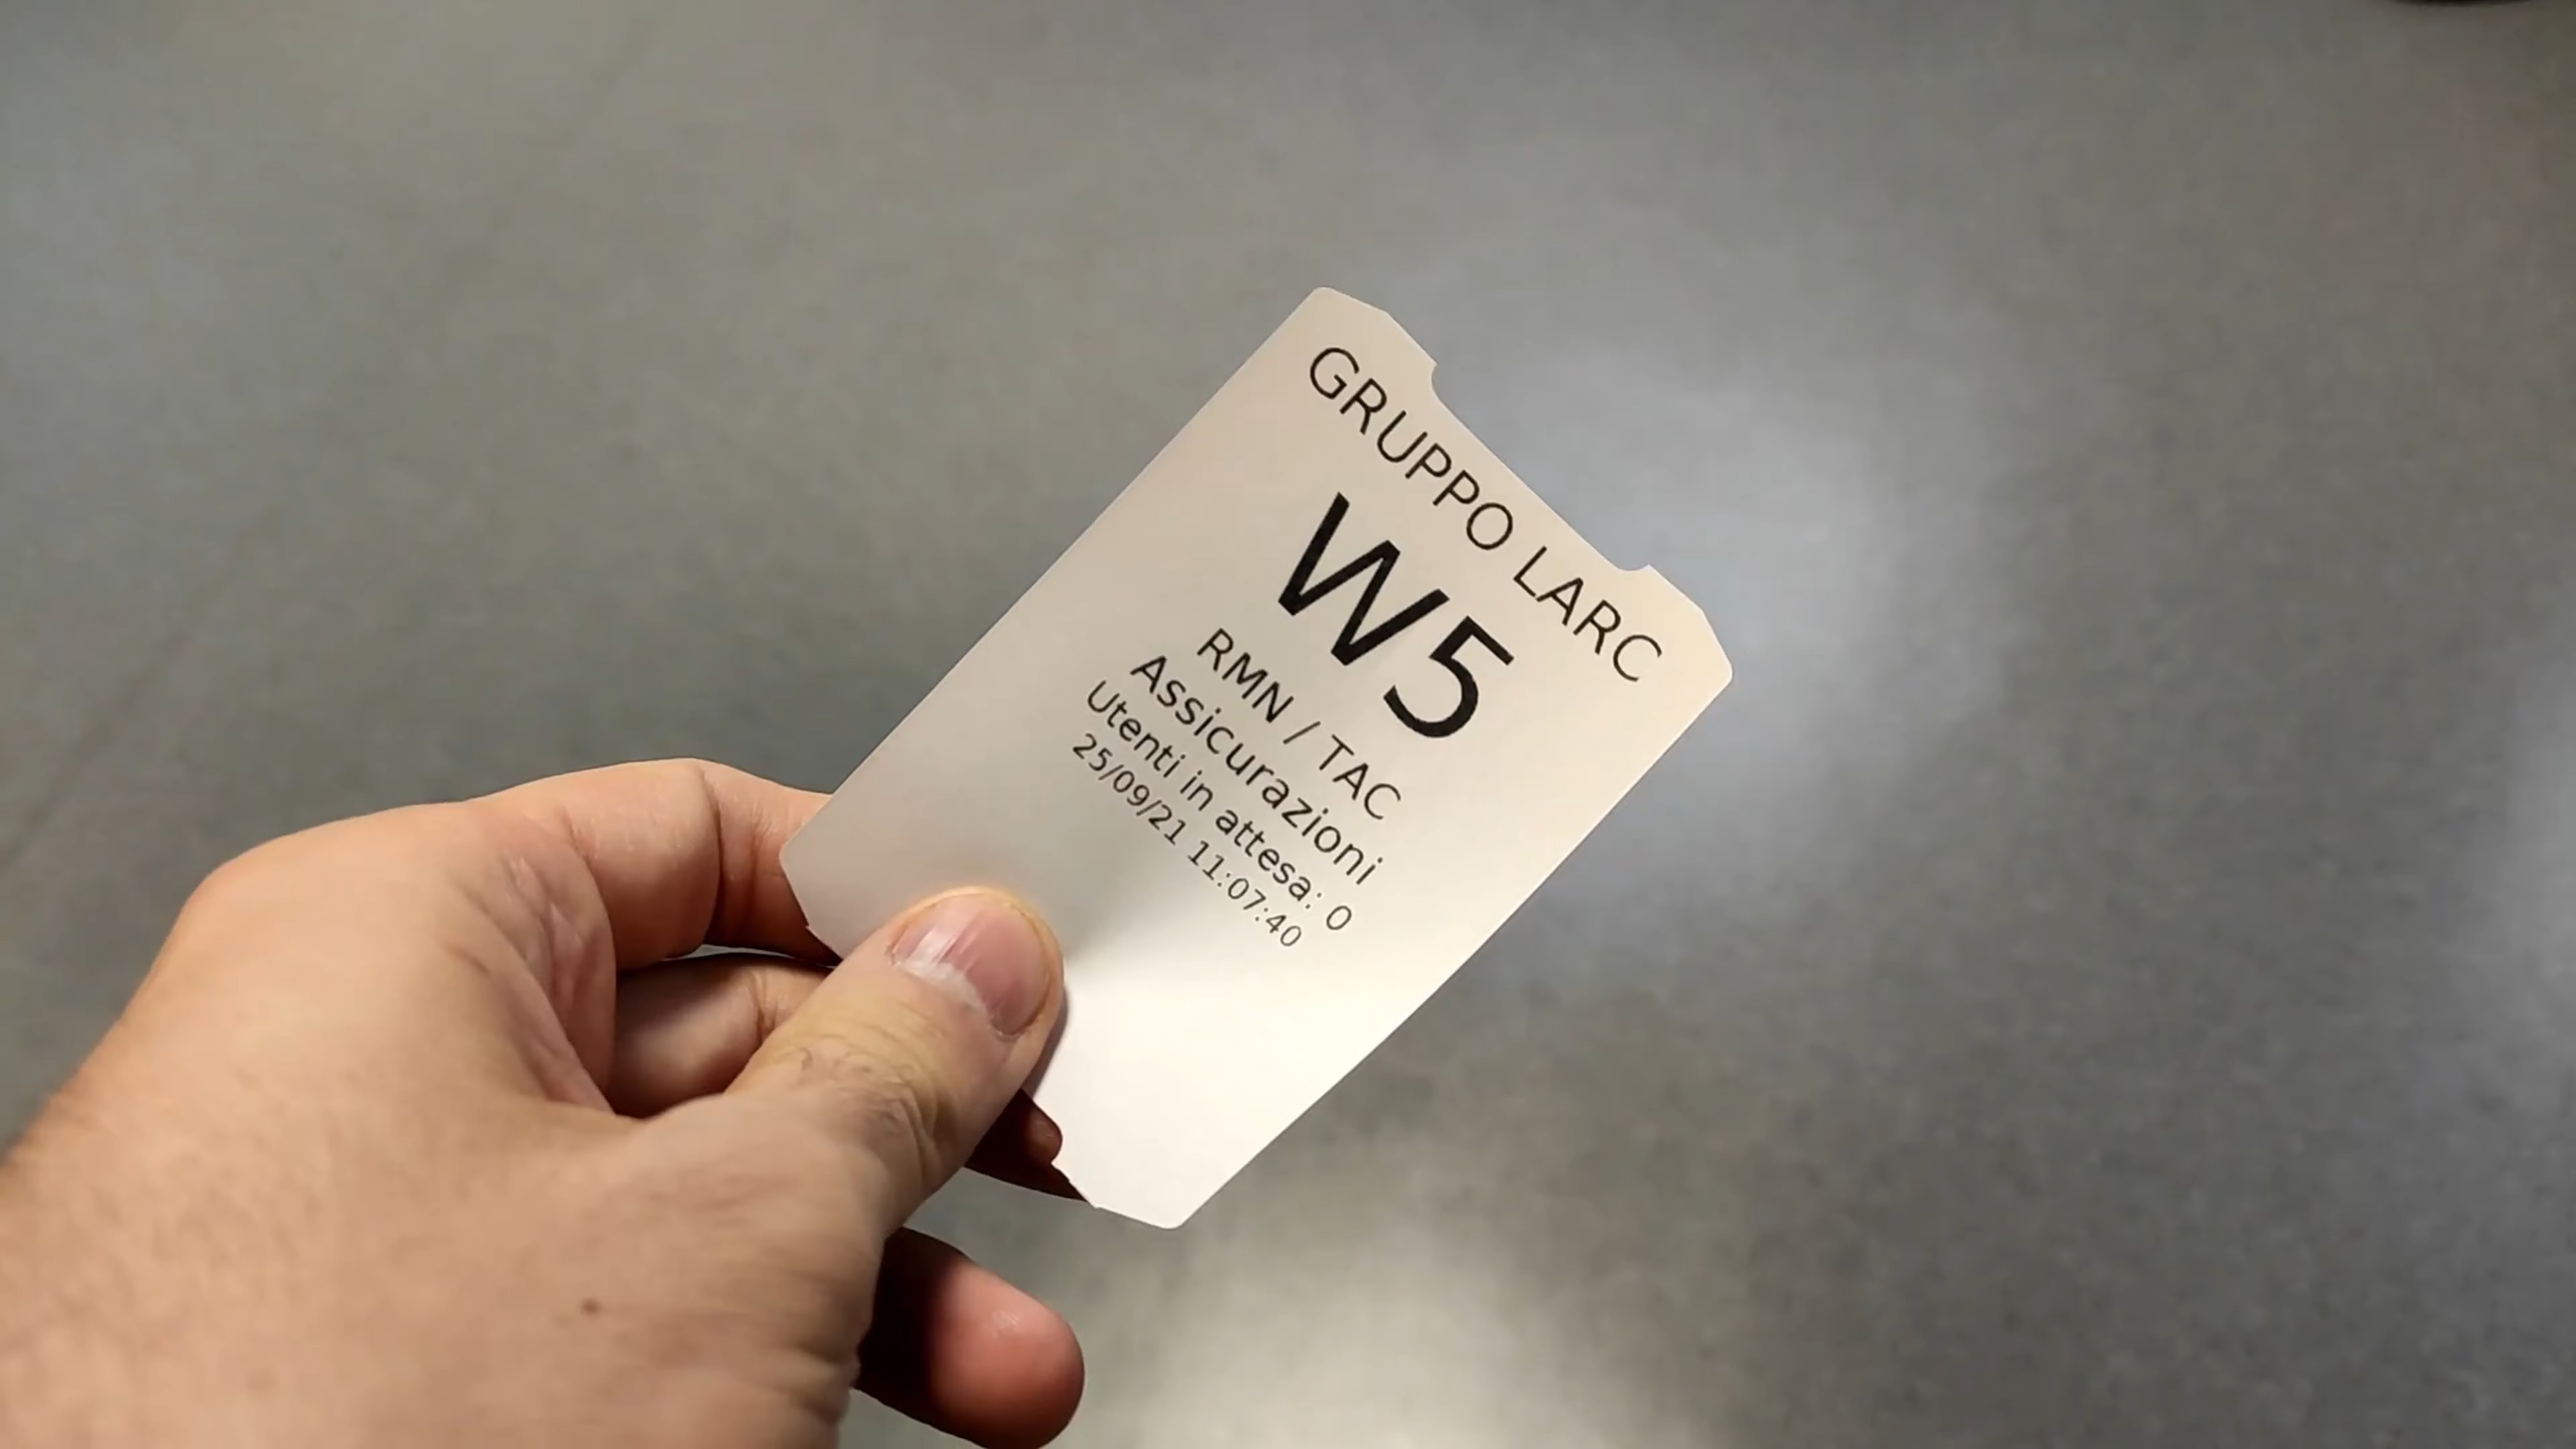 GRUPPO LARC
W5
RMN / TAC
Assicurazioni
Utenti in attesa: 0
25/09/21 11:07:40